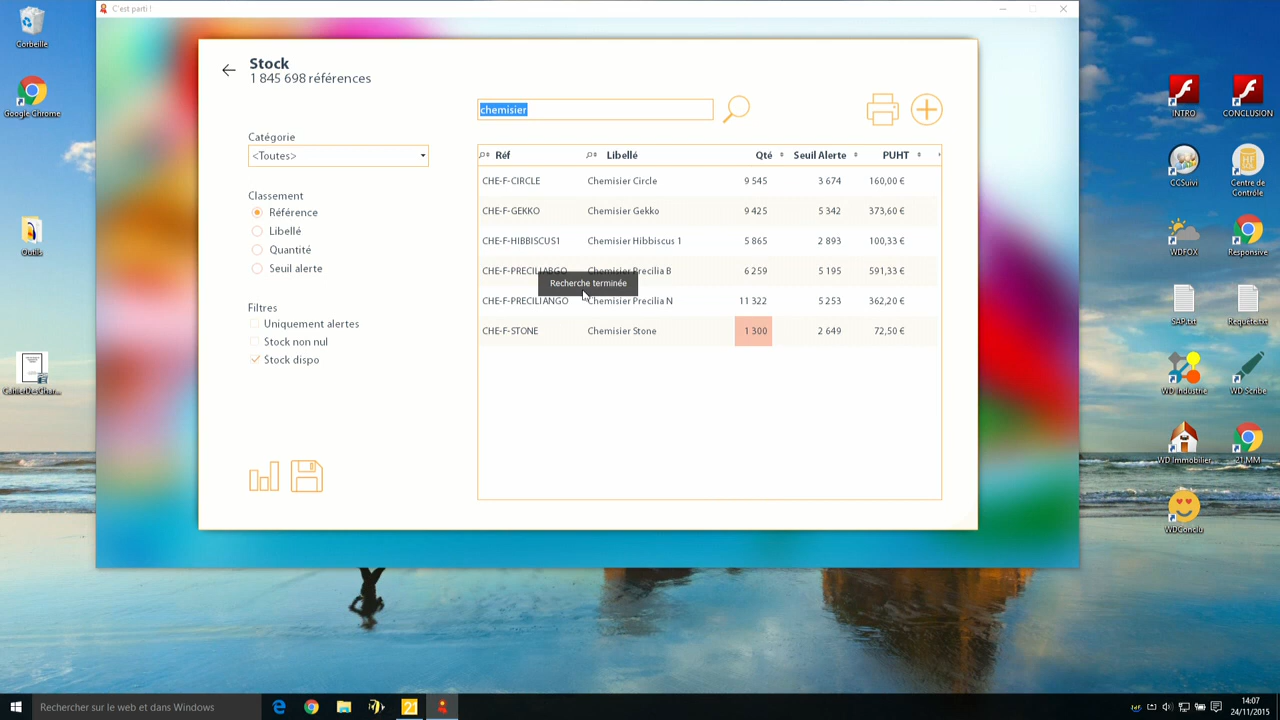 C'est parti !
Corbeille
Google Chrome
Outils
CahierDesChar...
Stock
1 845 698 références
chemisier
Catégorie
<Toutes>
Classement
Référence
Libellé
Quantité
Seuil alerte
Filtres
Uniquement alertes
Stock non nul
Stock dispo
Réf Libellé Qté Seuil Alerte PUHT
CHE-F-CIRCLE Chemisier Circle 9 545 3 674 160,00 €
CHE-F-GEKKO Chemisier Gekko 9 425 5 342 373,60 €
CHE-F-HIBBISCUS1 Chemisier Hibbiscus 1 5 865 2 893 100,33 €
CHE-F-PRECILIABGO Chemisier Precilia B 6 259 5 195 591,33 €
Recherche terminée
CHE-F-PRECILIANGO Chemisier Precilia N 11 322 5 253 362,20 €
CHE-F-STONE Chemisier Stone 1 300 2 649 72,50 €
INTRO
CONCLUSION
CCSuivi
Centre de Contrôle
WDFOX
Responsive
SAP.txt
Requête.txt
WD Industrie
WD Scribe
WD Immobilier
21 MM
WDConclu
Rechercher sur le web et dans Windows
21
14:07
24/11/2015